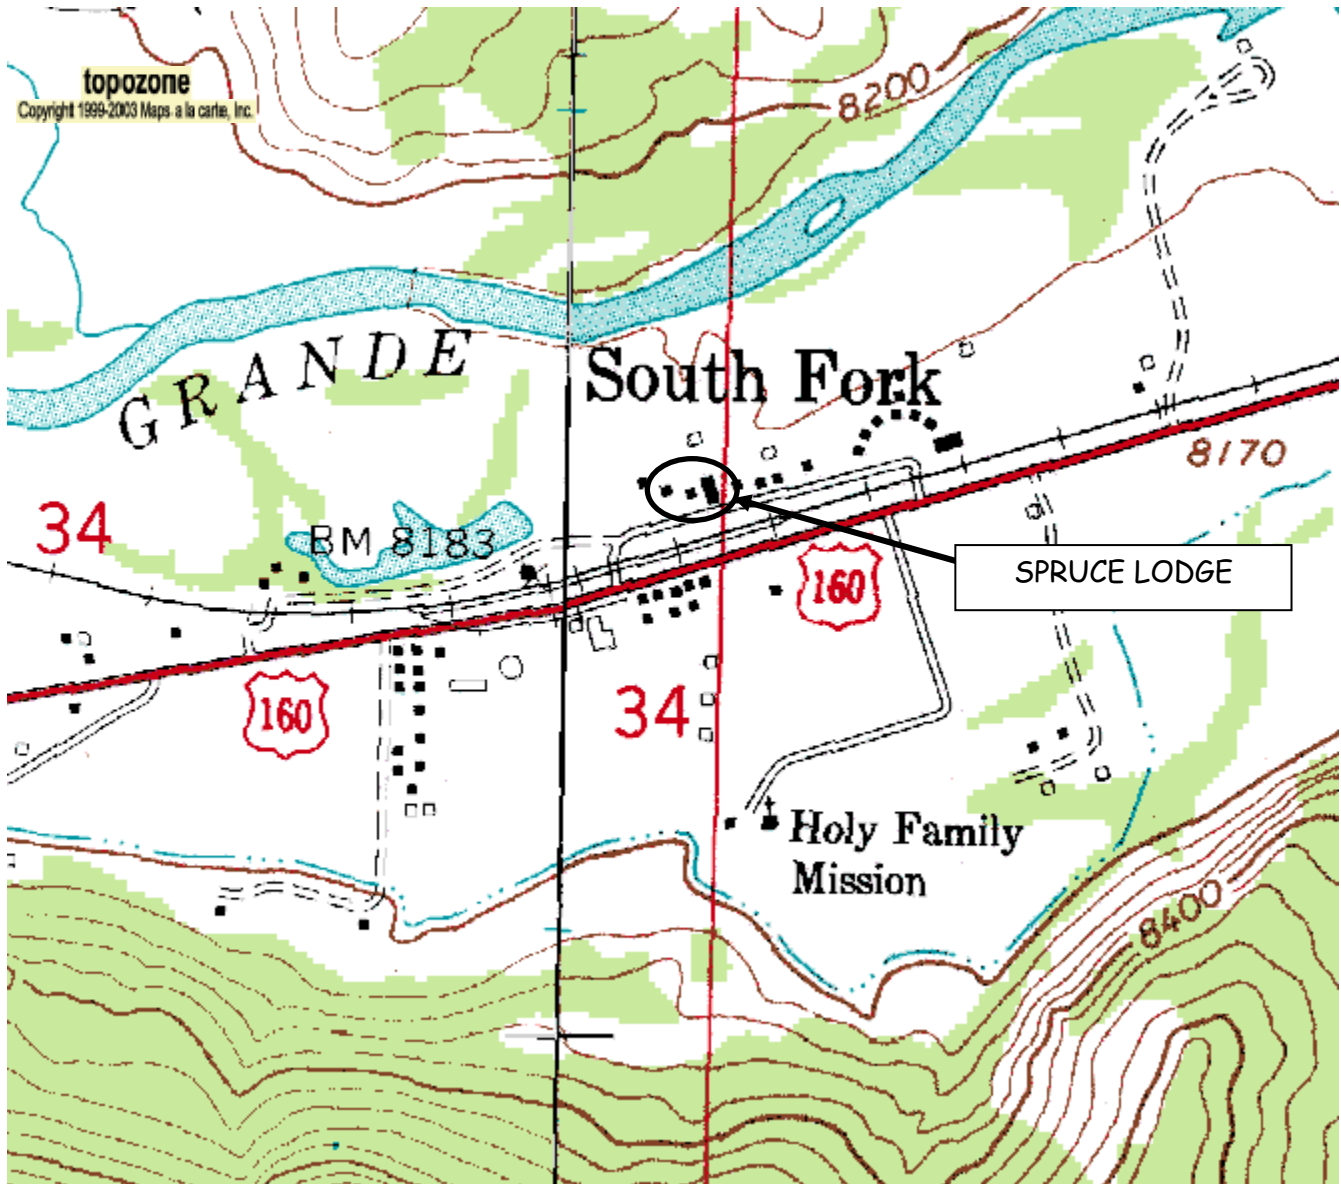 topozone
Copyright 1999-2003 Maps a la carte, Inc.
8200
GRANDE
South Fork
8170
34
BM 8183
SPRUCE LODGE
160
160
34
Holy Family
Mission
8400